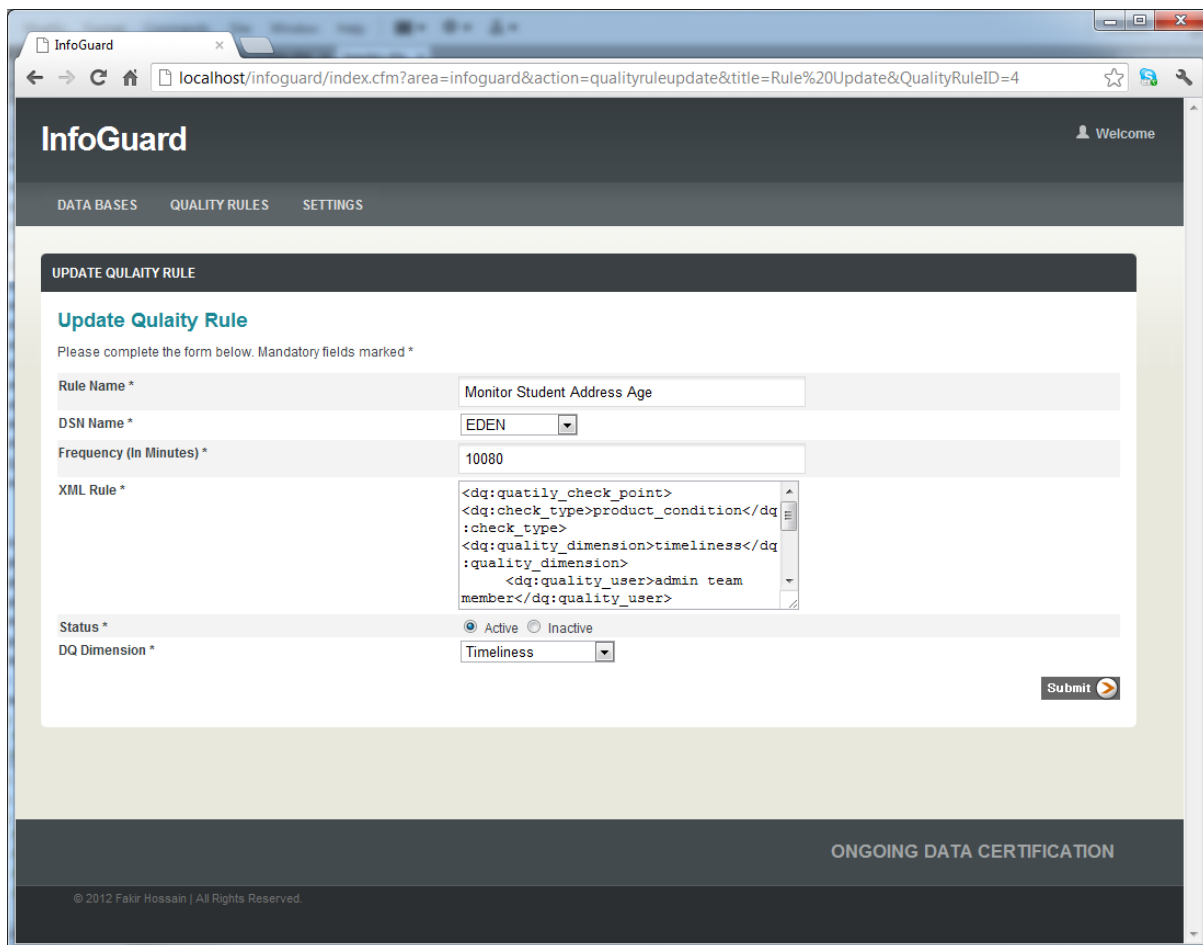 InfoGuard
localhost/infoguard/index.cfm?area=infoguard&action=qualityruleupdate&title=Rule%20Update&QualityRuleID=4
InfoGuard
Welcome
DATA BASES QUALITY RULES SETTINGS
UPDATE QULAITY RULE
Update Qulaity Rule
Please complete the form below. Mandatory fields marked *
Rule Name * Monitor Student Address Age
DSN Name * EDEN
Frequency (In Minutes) * 10080
XML Rule * <dq:quatily_check_point>
<dq:check_type>product_condition</dq
:check_type>
<dq:quality_dimension>timeliness</dq
:quality_dimension>
<dq:quality_user>admin team
member</dq:quality_user>
Status * Active Inactive
DQ Dimension * Timeliness
Submit
ONGOING DATA CERTIFICATION
© 2012 Fakir Hossain | All Rights Reserved.